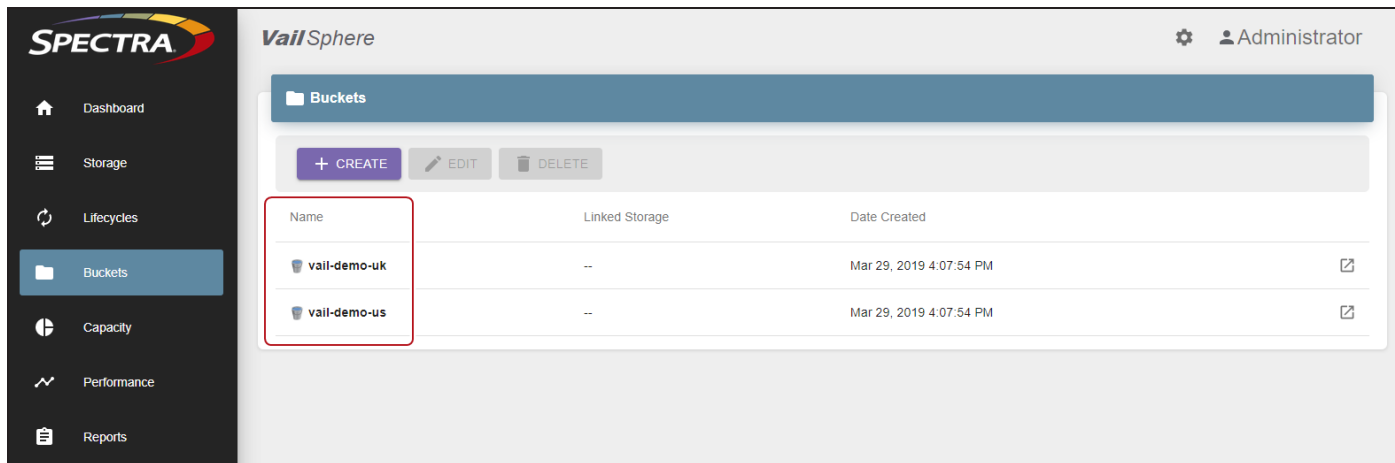 SPECTRA
Vail Sphere
Administrator
Dashboard
Storage
Lifecycles
Buckets
Capacity
Performance
Reports
Buckets
+ CREATE EDIT DELETE
Name Linked Storage Date Created
vail-demo-uk -- Mar 29, 2019 4:07:54 PM
vail-demo-us -- Mar 29, 2019 4:07:54 PM